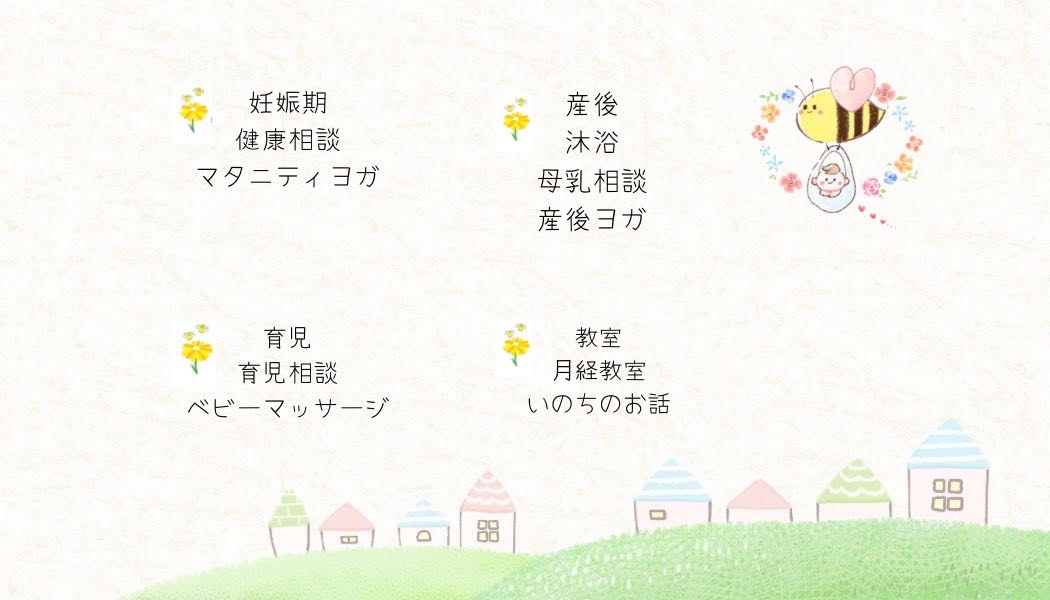 妊娠期
健康相談
マタニティヨガ
産後
沐浴
母乳相談
産後ヨガ
育児
育児相談
ベビーマッサージ
教室
月経教室
いのちのお話